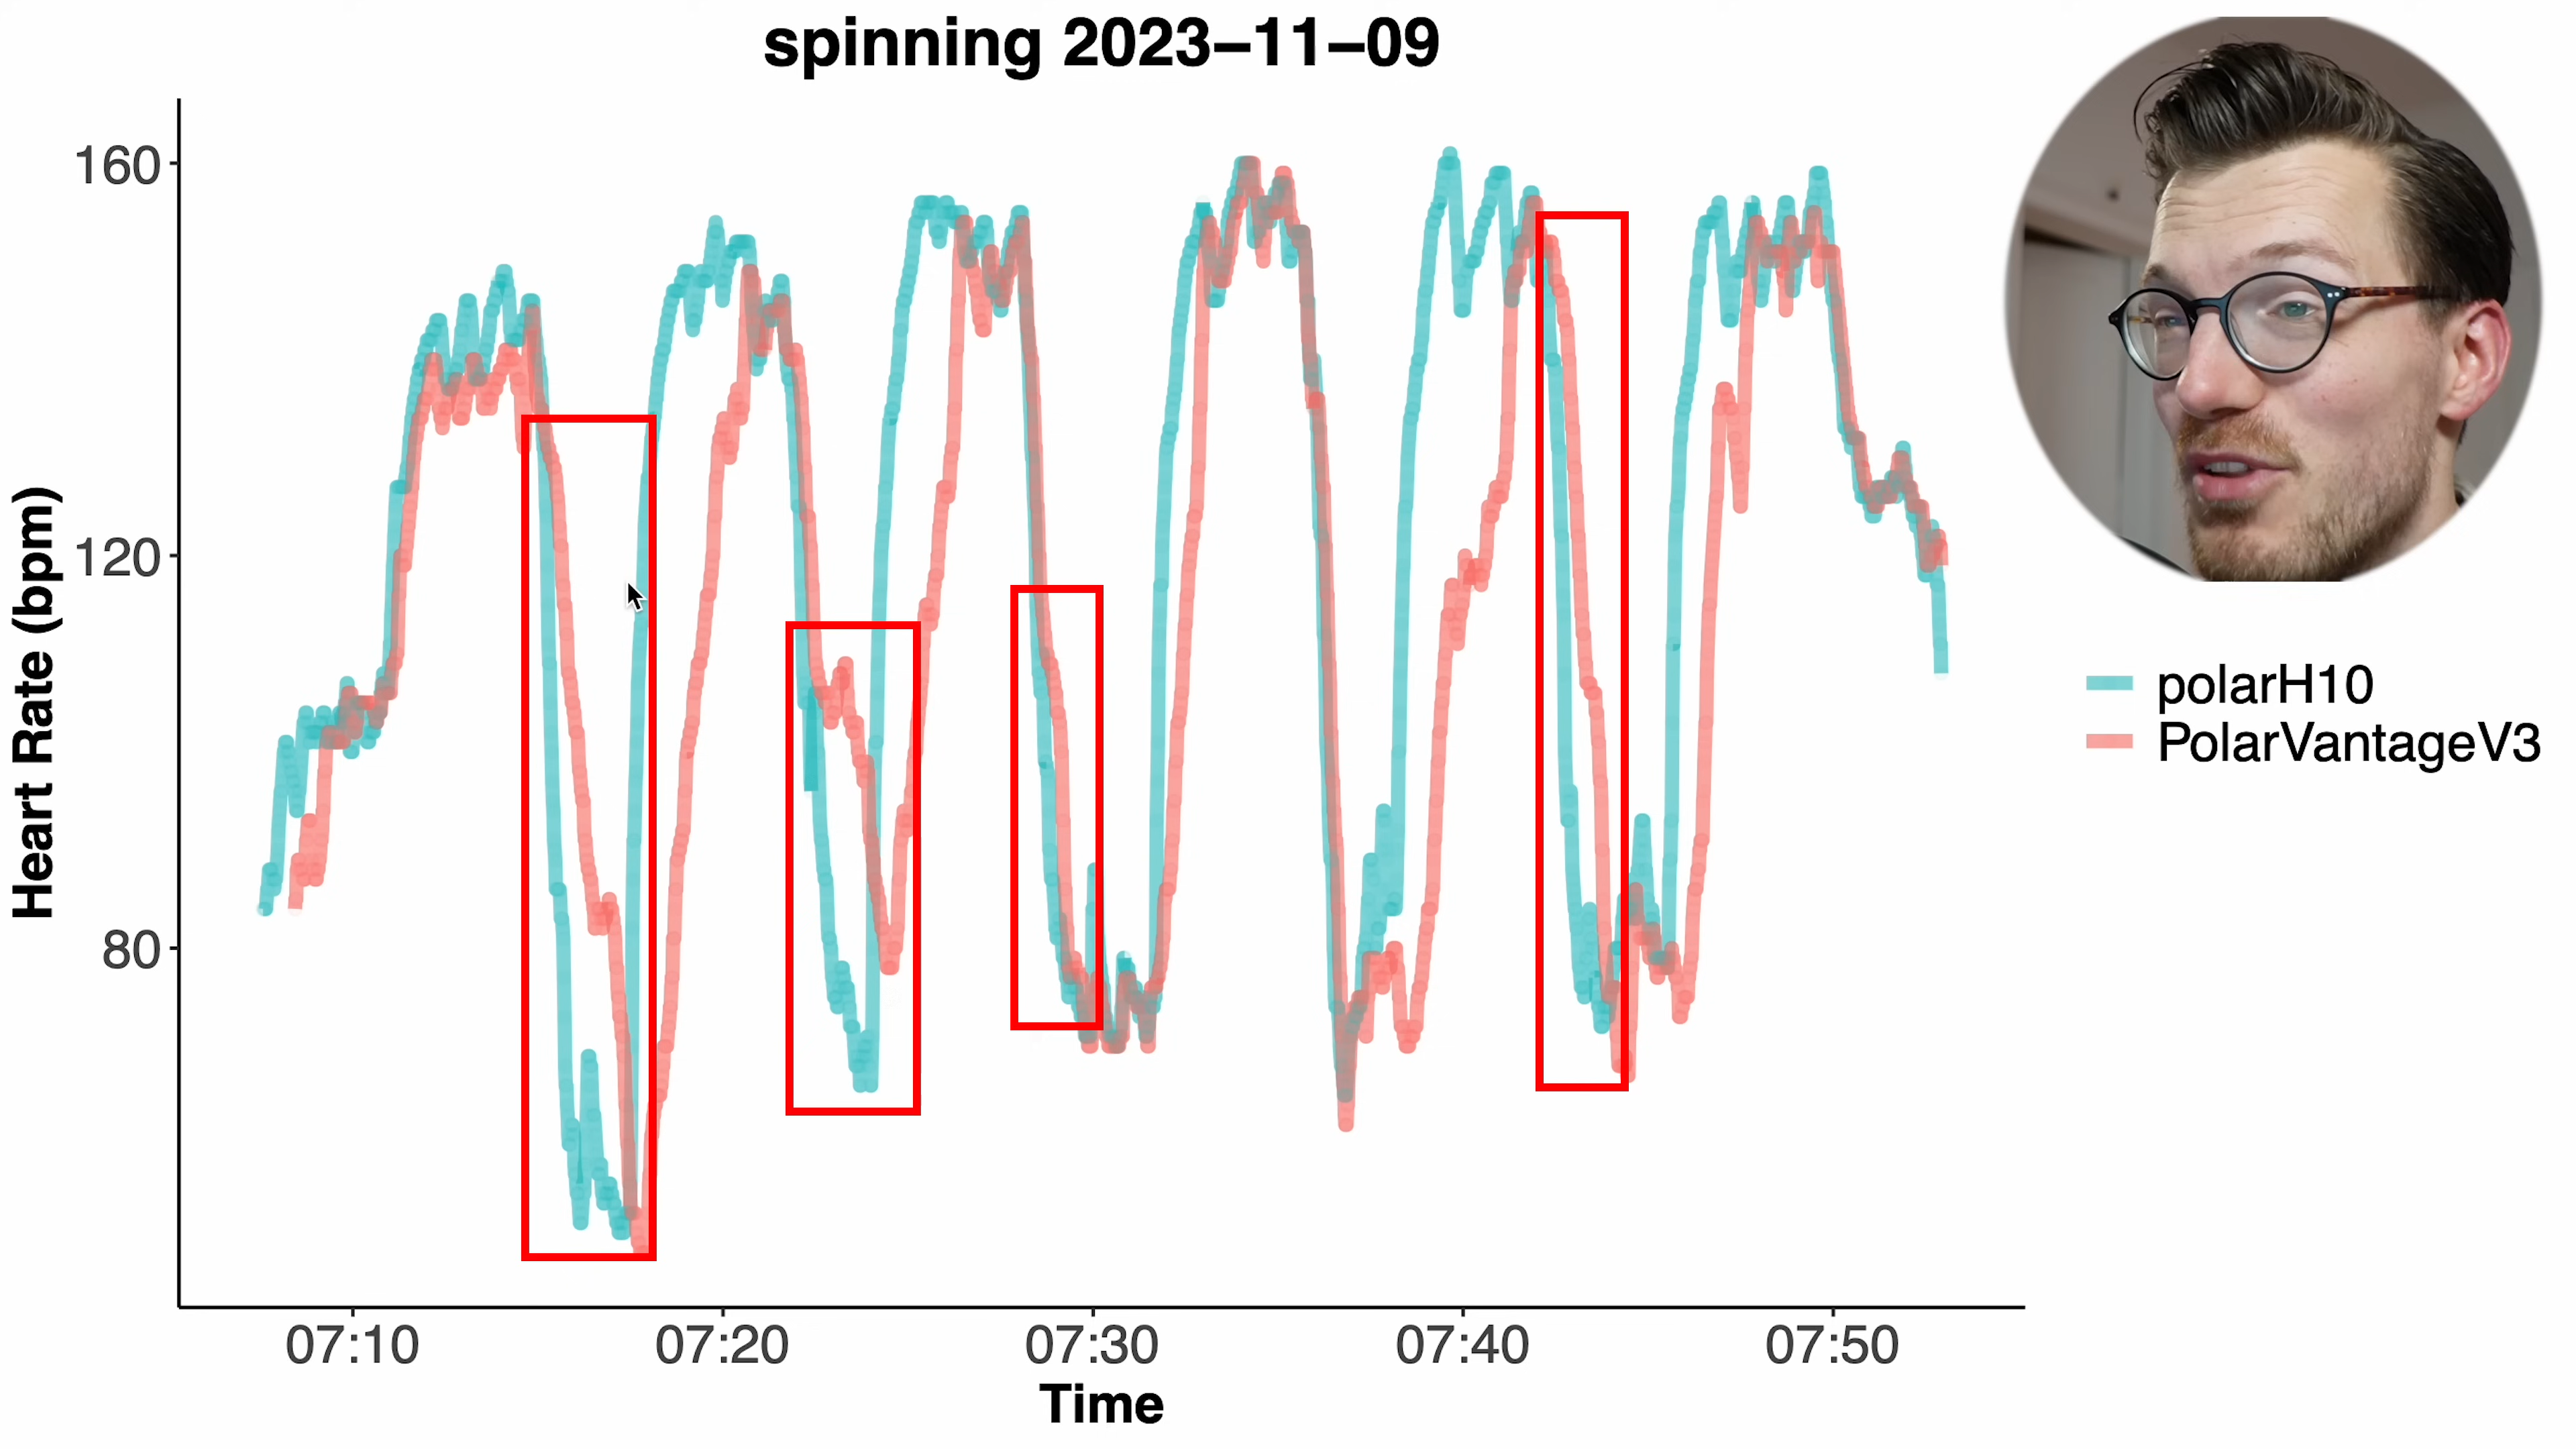 spinning 2023–11–09
160
120
80
Heart Rate (bpm)
07:10 07:20 07:30 07:40 07:50
Time
polarH10
PolarVantageV3